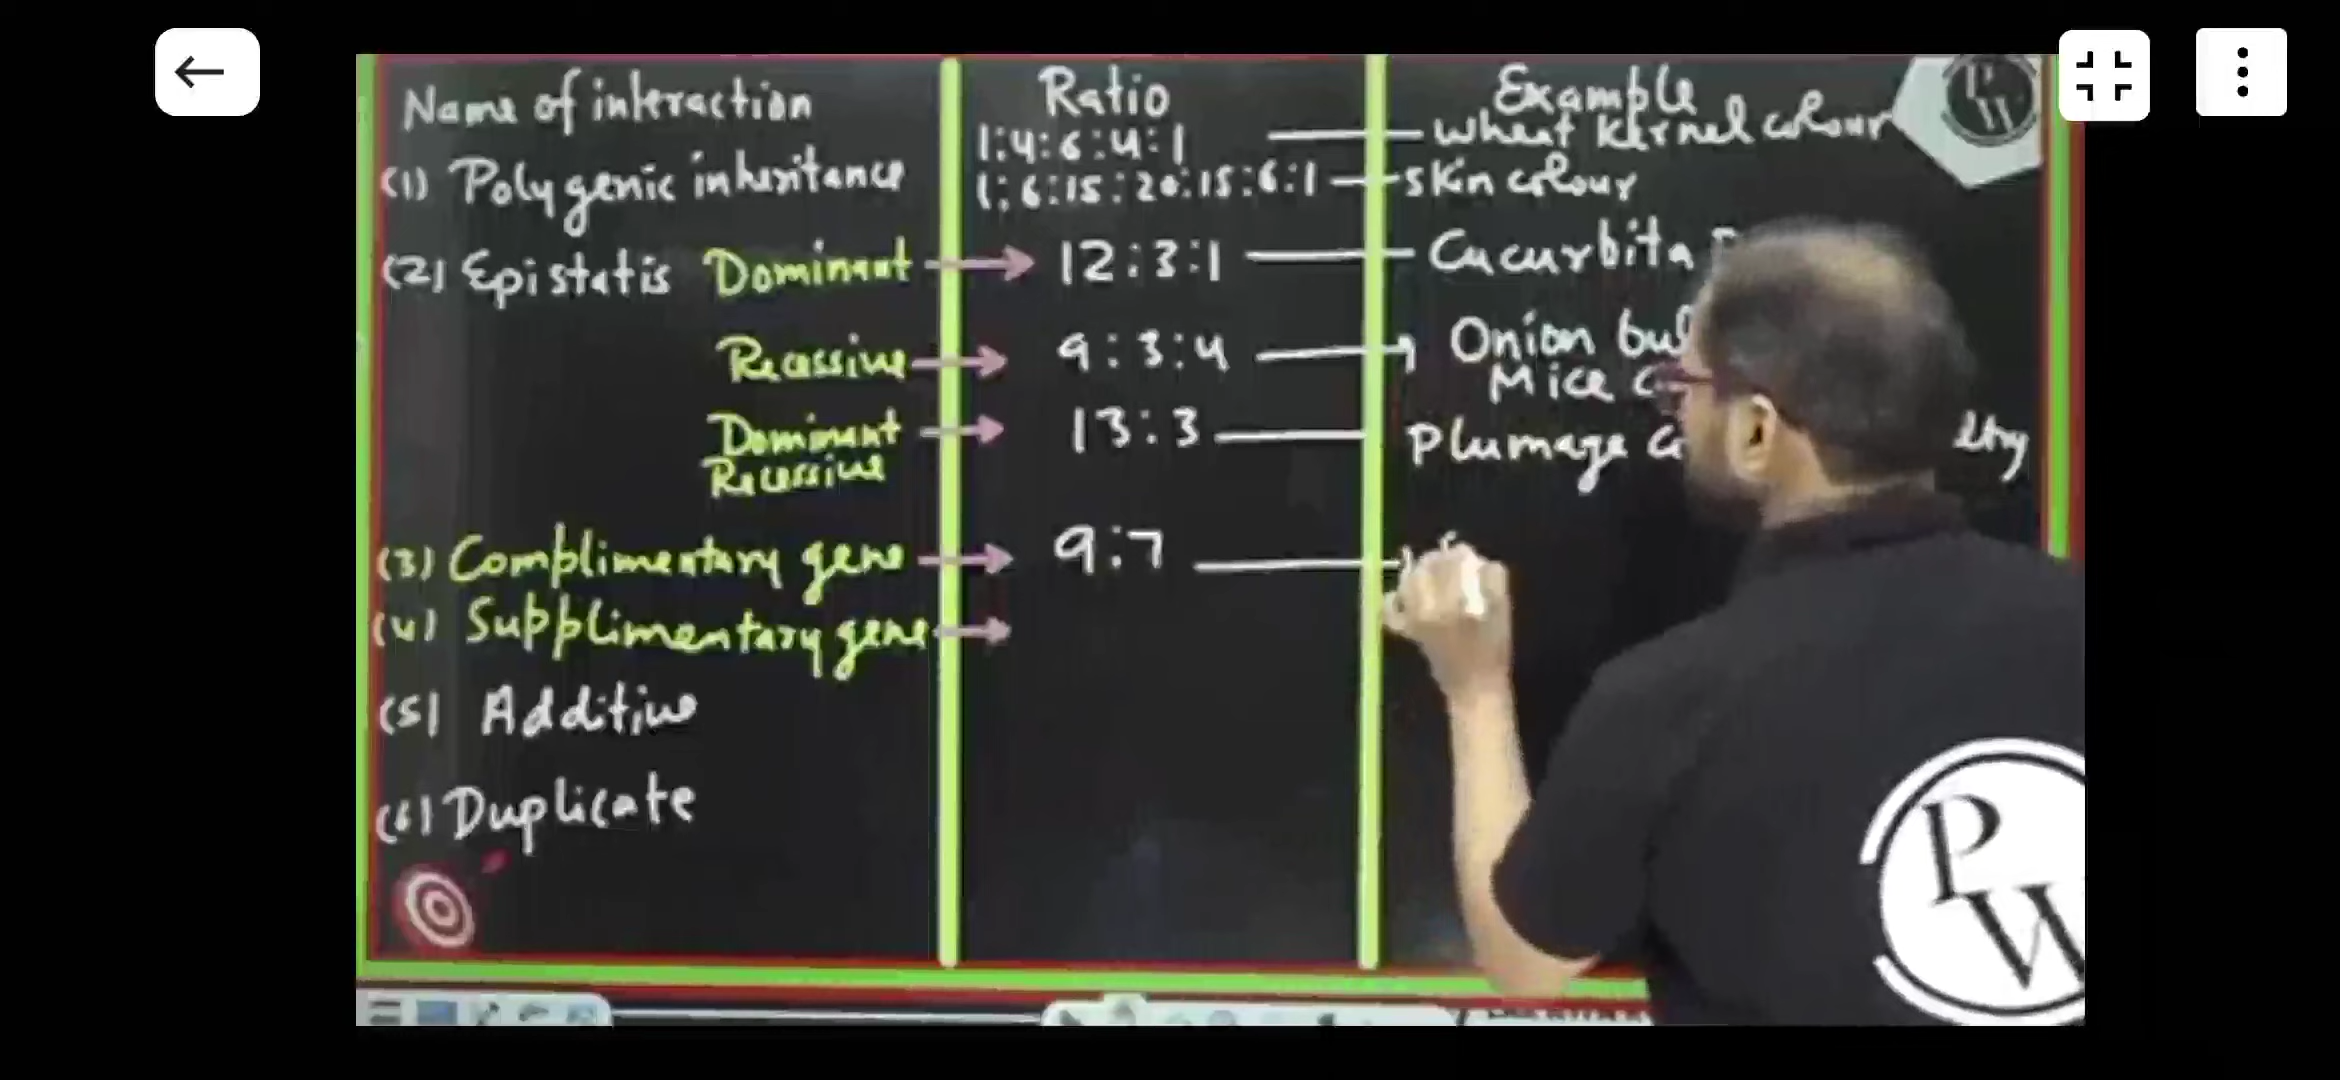 Name of interaction Ratio Example
1:4:6:4:1 wheat kernel colour
(1) Polygenic inheritance 1:6:15:20:15:6:1 skin colour
(2) Epistatis Dominant 12:3:1 Cucurbita
Recessive 9:3:4 Onion
Mice
Dominant 13:3 Plumage
Recessive
(3) Complimentary gene 9:7
(4) Supplimentary gene
(5) Additive
(6) Duplicate
PW
PW